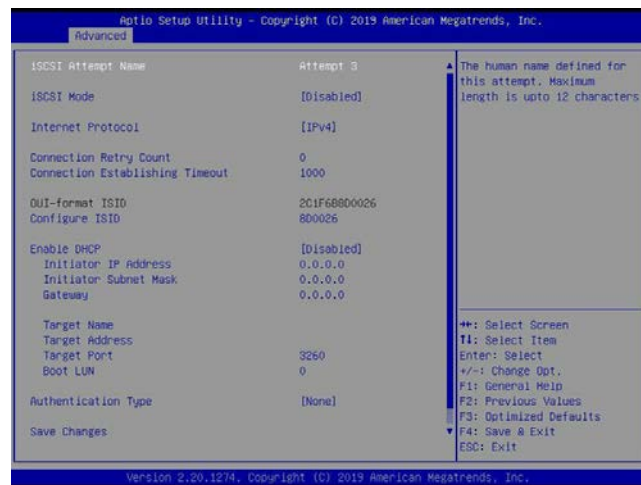 Aptio Setup Utility - Copyright (C) 2019 American Megatrends, Inc.
Advanced
iSCSI Attempt Name Attempt 3
iSCSI Mode [Disabled]
Internet Protocol [IPv4]
Connection Retry Count 0
Connection Establishing Timeout 1000
OUI-format ISID 2C1F6B8D0026
Configure ISID 8D0026
Enable DHCP [Disabled]
Initiator IP Address 0.0.0.0
Initiator Subnet Mask 0.0.0.0
Gateway 0.0.0.0
Target Name
Target Address
Target Port 3260
Boot LUN 0
Authentication Type [None]
Save Changes
The human name defined for
this attempt. Maximum
length is upto 12 characters
→←: Select Screen
↑↓: Select Item
Enter: Select
+/-: Change Opt.
F1: General Help
F2: Previous Values
F3: Optimized Defaults
F4: Save & Exit
ESC: Exit
Version 2.20.1274. Copyright (C) 2019 American Megatrends, Inc.